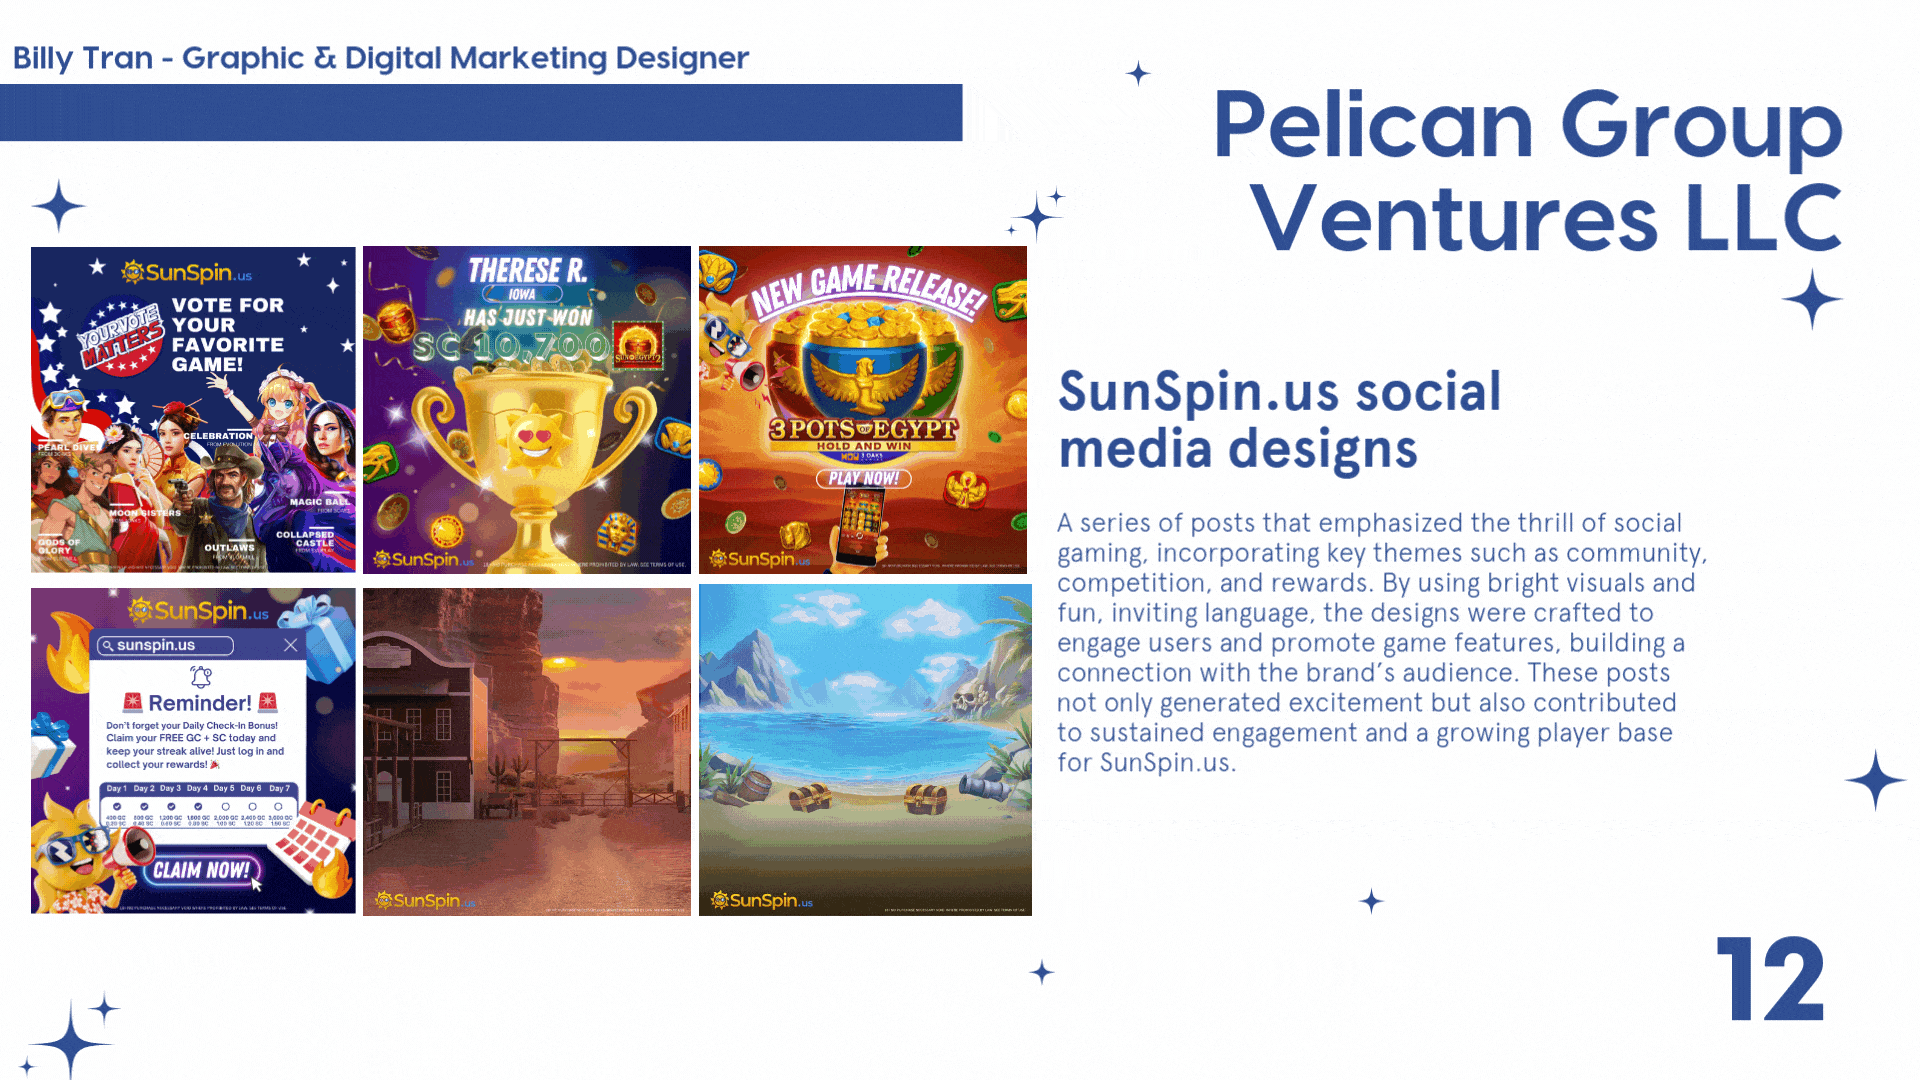 Billy Tran - Graphic & Digital Marketing Designer
Pelican Group
Ventures LLC
SunSpin.us
YOUR VOTE
MATTERS
VOTE FOR
YOUR
FAVORITE
GAME!
PEARL DIVER
CELEBRATION
FROM EVOLUTION
MOON SISTERS
MAGIC BALL
GODS OF
GLORY
OUTLAWS
COLLAPSED
CASTLE
THERESE R.
IOWA
HAS JUST WON
SC 10,700
SUN OF EGYPT 2
SunSpin.us
NEW GAME RELEASE!
3 POTS OF EGYPT
HOLD AND WIN
3 OAKS
PLAY NOW!
SunSpin.us
SunSpin.us
sunspin.us
Reminder!
Don't forget your Daily Check-In Bonus!
Claim your FREE GC + SC today and
keep your streak alive! Just log in and
collect your rewards!
Day 1 Day 2 Day 3 Day 4 Day 5 Day 6 Day 7
CLAIM NOW!
SunSpin.us
SunSpin.us
SunSpin.us social
media designs
A series of posts that emphasized the thrill of social
gaming, incorporating key themes such as community,
competition, and rewards. By using bright visuals and
fun, inviting language, the designs were crafted to
engage users and promote game features, building a
connection with the brand's audience. These posts
not only generated excitement but also contributed
to sustained engagement and a growing player base
for SunSpin.us.
12